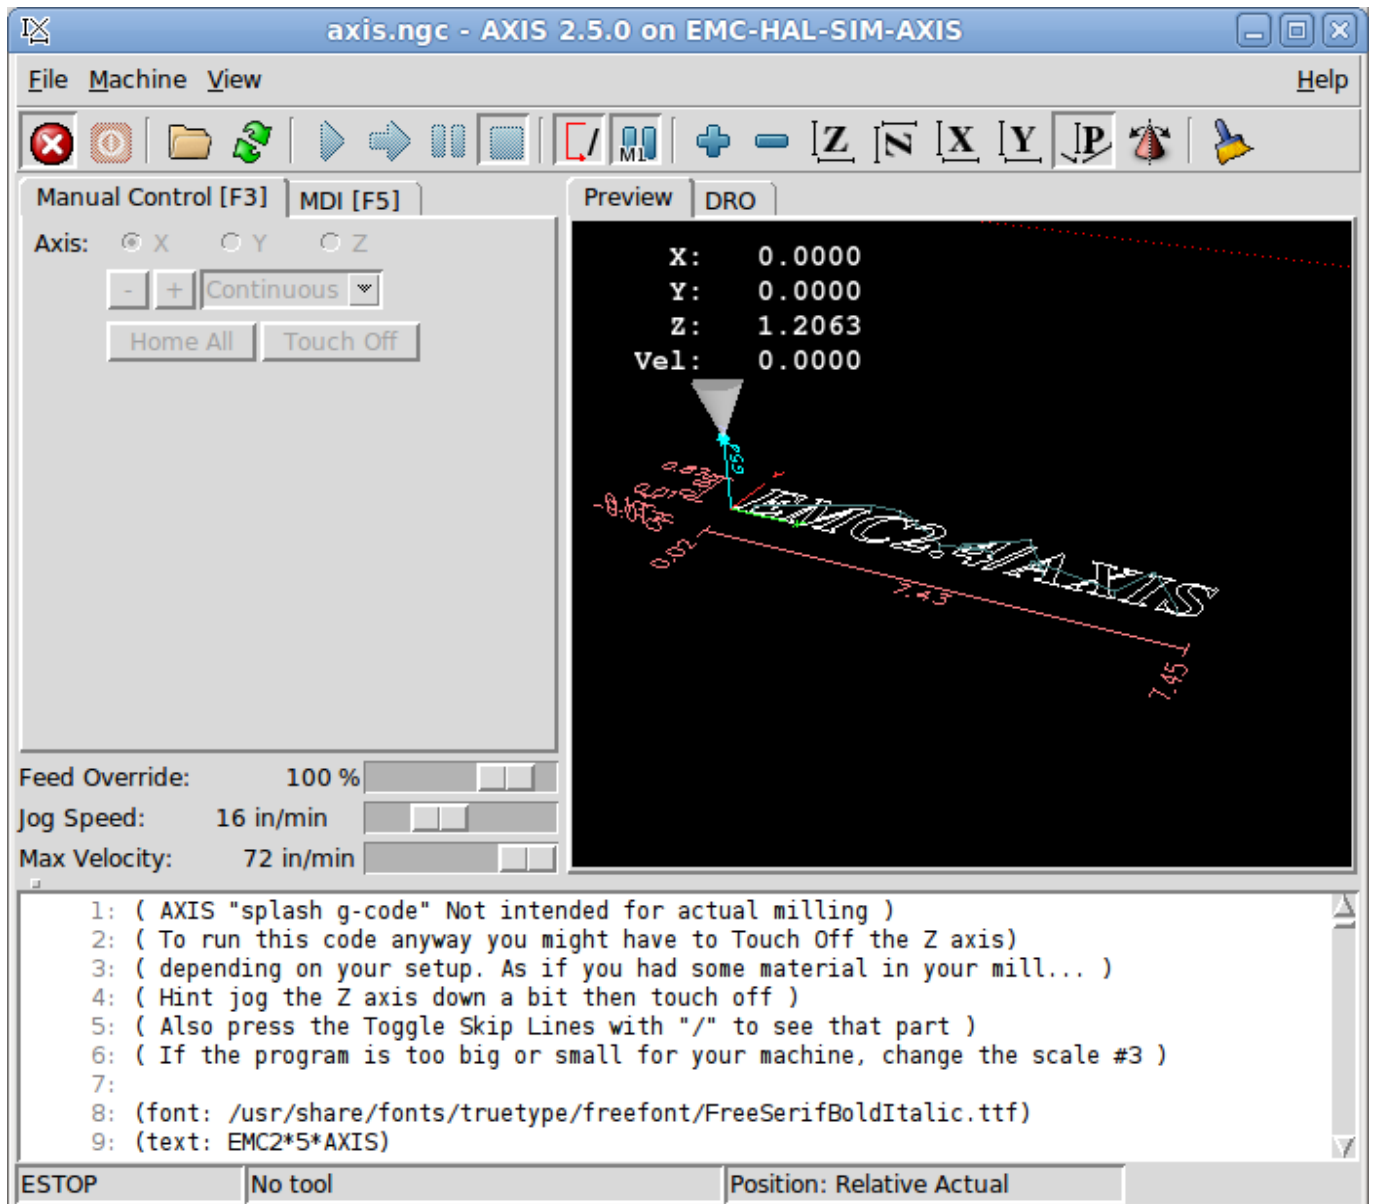 axis.ngc - AXIS 2.5.0 on EMC-HAL-SIM-AXIS
File Machine View Help
M1 Z N X Y P
Manual Control [F3] MDI [F5]
Axis: X Y Z
- + Continuous
Home All Touch Off
Preview DRO
X: 0.0000
Y: 0.0000
Z: 1.2063
Vel: 0.0000
G54
EMC2.4/AXIS
0.02
7.43
7.45
Feed Override: 100 %
Jog Speed: 16 in/min
Max Velocity: 72 in/min
1: ( AXIS "splash g-code" Not intended for actual milling )
2: ( To run this code anyway you might have to Touch Off the Z axis)
3: ( depending on your setup. As if you had some material in your mill... )
4: ( Hint jog the Z axis down a bit then touch off )
5: ( Also press the Toggle Skip Lines with "/" to see that part )
6: ( If the program is too big or small for your machine, change the scale #3 )
7:
8: (font: /usr/share/fonts/truetype/freefont/FreeSerifBoldItalic.ttf)
9: (text: EMC2*5*AXIS)
ESTOP No tool Position: Relative Actual